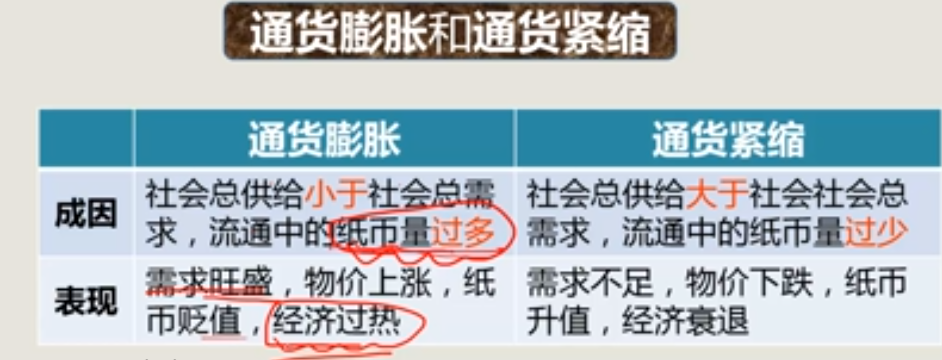 通货膨胀和通货紧缩
通货膨胀
通货紧缩
成因
社会总供给小于社会总需
求，流通中的纸币量过多
社会总供给大于社会社会总
需求，流通中的纸币量过少
表现
需求旺盛，物价上涨，纸
币贬值，经济过热
需求不足，物价下跌，纸币
升值，经济衰退